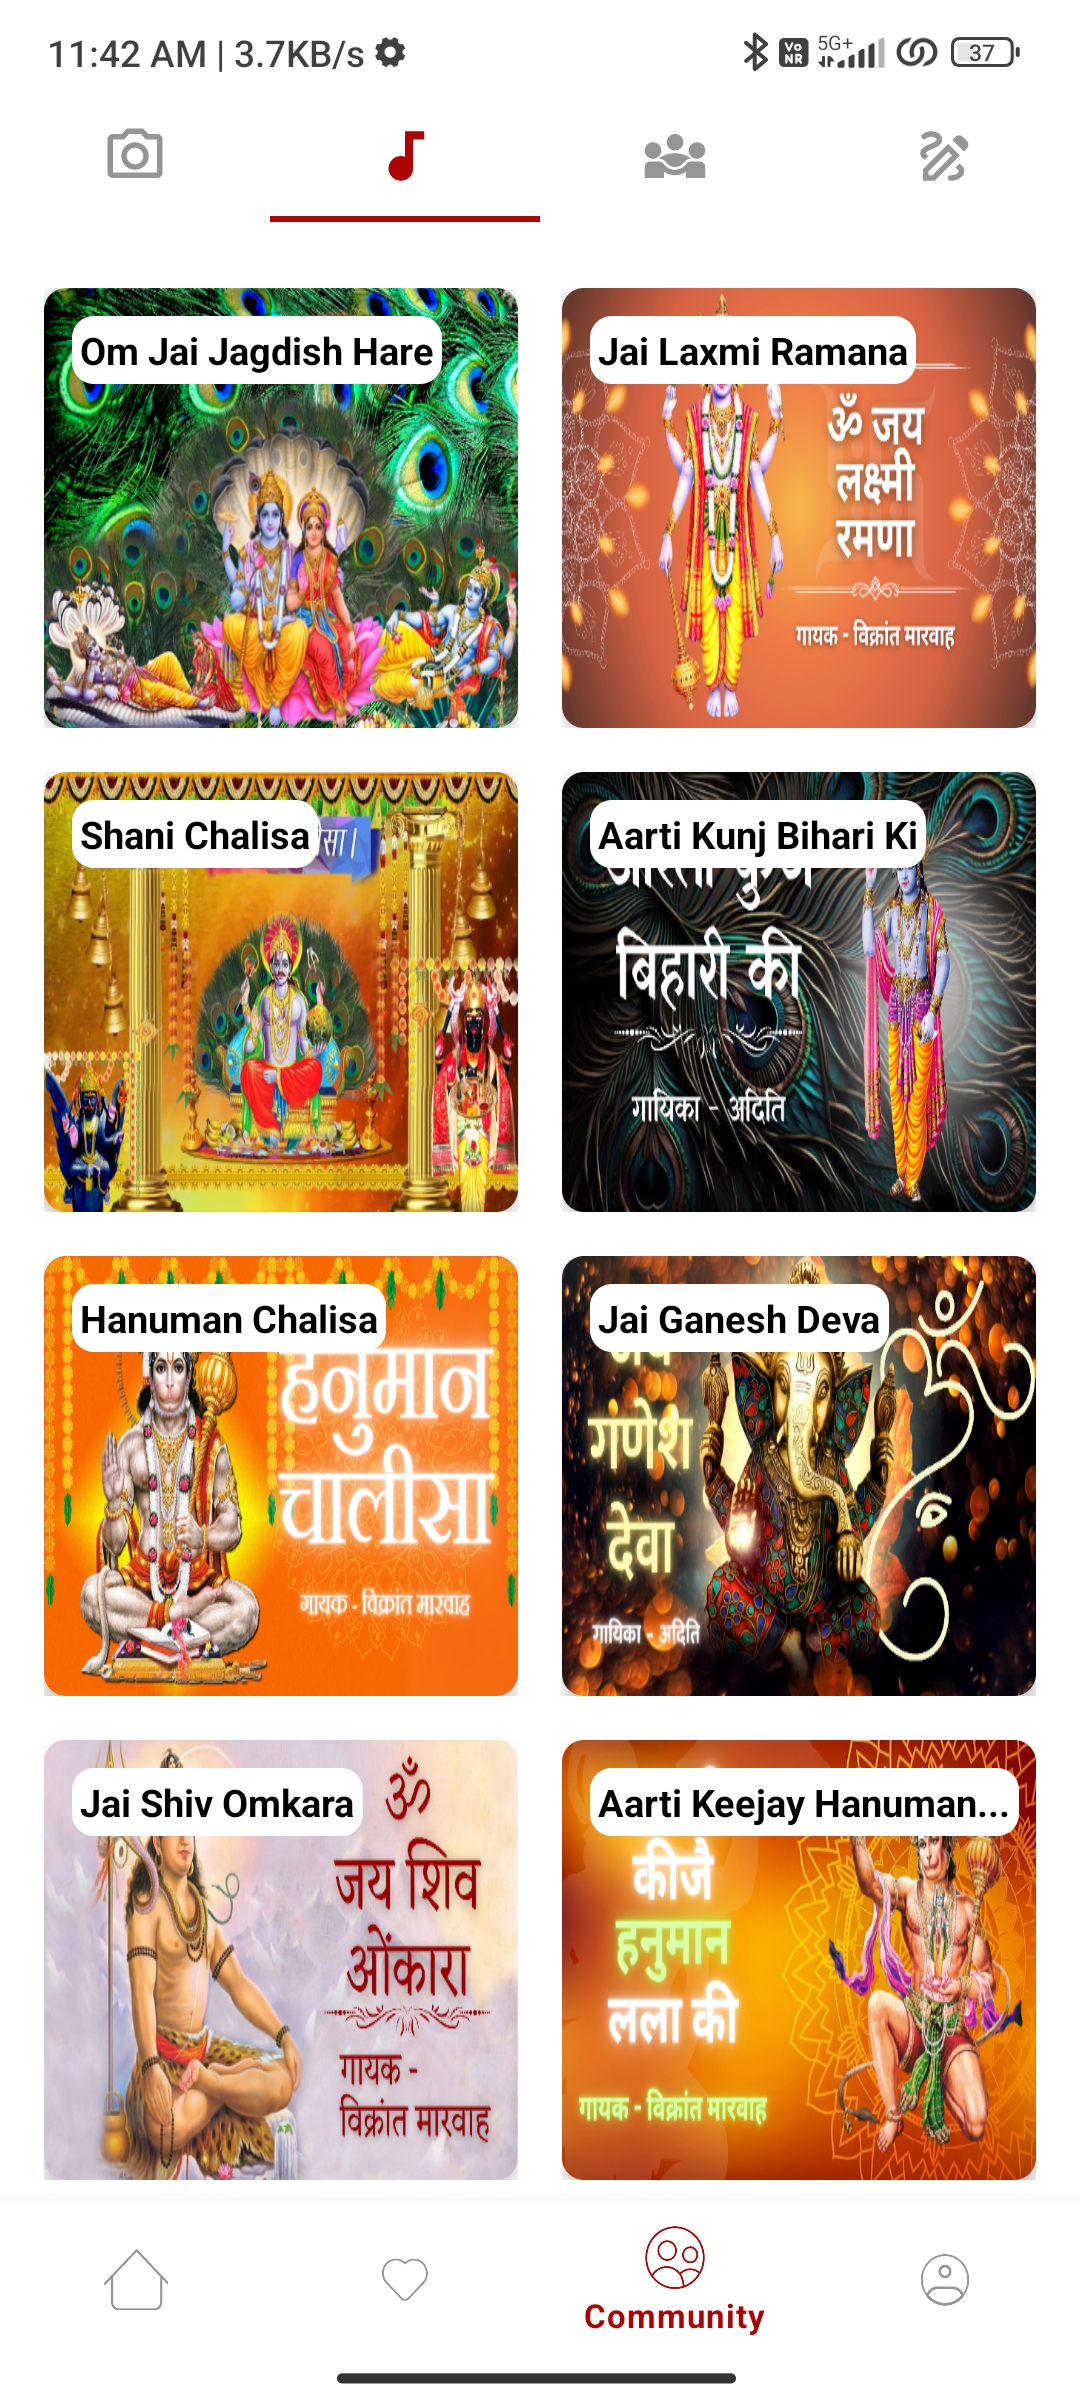 11:42 AM | 3.7KB/s
Vo
NR
5G+
37
Om Jai Jagdish Hare
Jai Laxmi Ramana
ॐ जय
लक्ष्मी
रमणा
गायक - विक्रांत मारवाह
Shani Chalisa
Aarti Kunj Bihari Ki
बिहारी की
गायिका - अदिति
Hanuman Chalisa
हनुमान
चालीसा
गायक - विक्रांत मारवाह
Jai Ganesh Deva
गणेश
देवा
गायिका - अदिति
ॐ
Jai Shiv Omkara
ॐ
जय शिव
ओंकारा
गायक -
विक्रांत मारवाह
Aarti Keejay Hanuman...
कीजै
हनुमान
लला की
गायक - विक्रांत मारवाह
Community